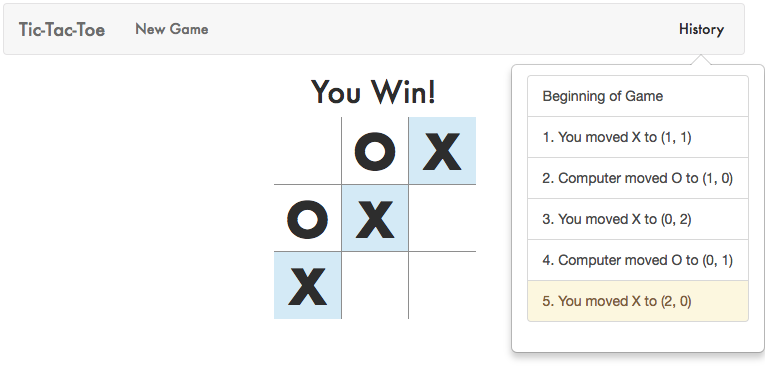 Tic-Tac-Toe New Game History
You Win!
O X
O X
X
Beginning of Game
1. You moved X to (1, 1)
2. Computer moved O to (1, 0)
3. You moved X to (0, 2)
4. Computer moved O to (0, 1)
5. You moved X to (2, 0)